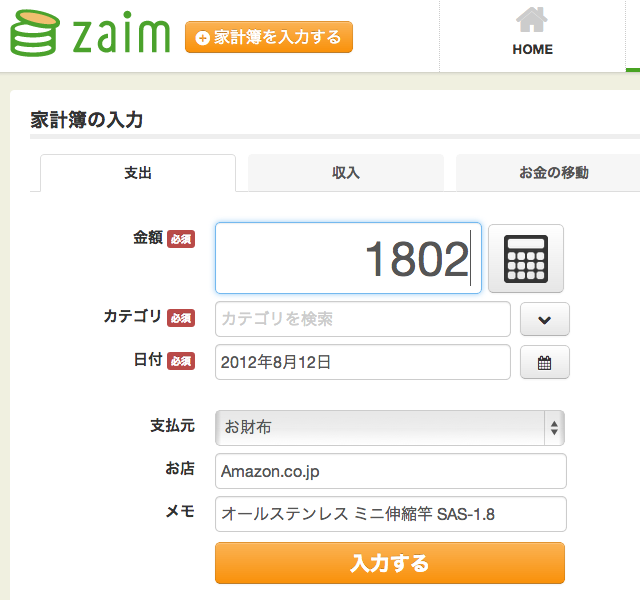 zaim
家計簿を入力する
HOME
家計簿の入力
支出
収入
お金の移動
金額 必須
1802
カテゴリ 必須
カテゴリを検索
日付 必須
2012年8月12日
支払元
お財布
お店
Amazon.co.jp
メモ
オールステンレス ミニ伸縮竿 SAS-1.8
入力する